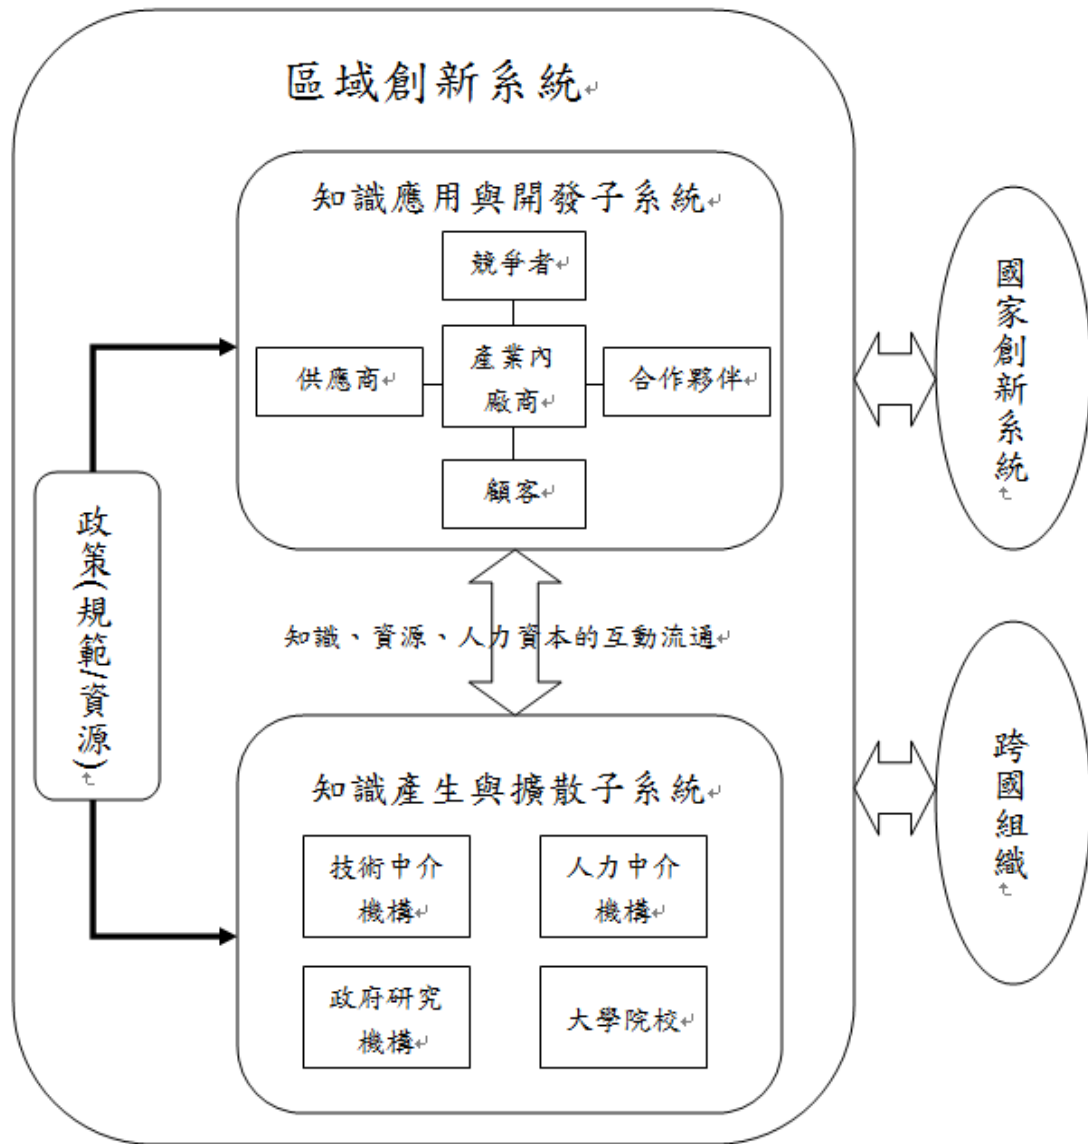 區域創新系統
知識應用與開發子系統
競爭者
供應商
產業內
廠商
合作夥伴
顧客
政策(規範/資源)
知識、資源、人力資本的互動流通
知識產生與擴散子系統
技術中介
機構
人力中介
機構
政府研究
機構
大學院校
國家創新系統
跨國組織